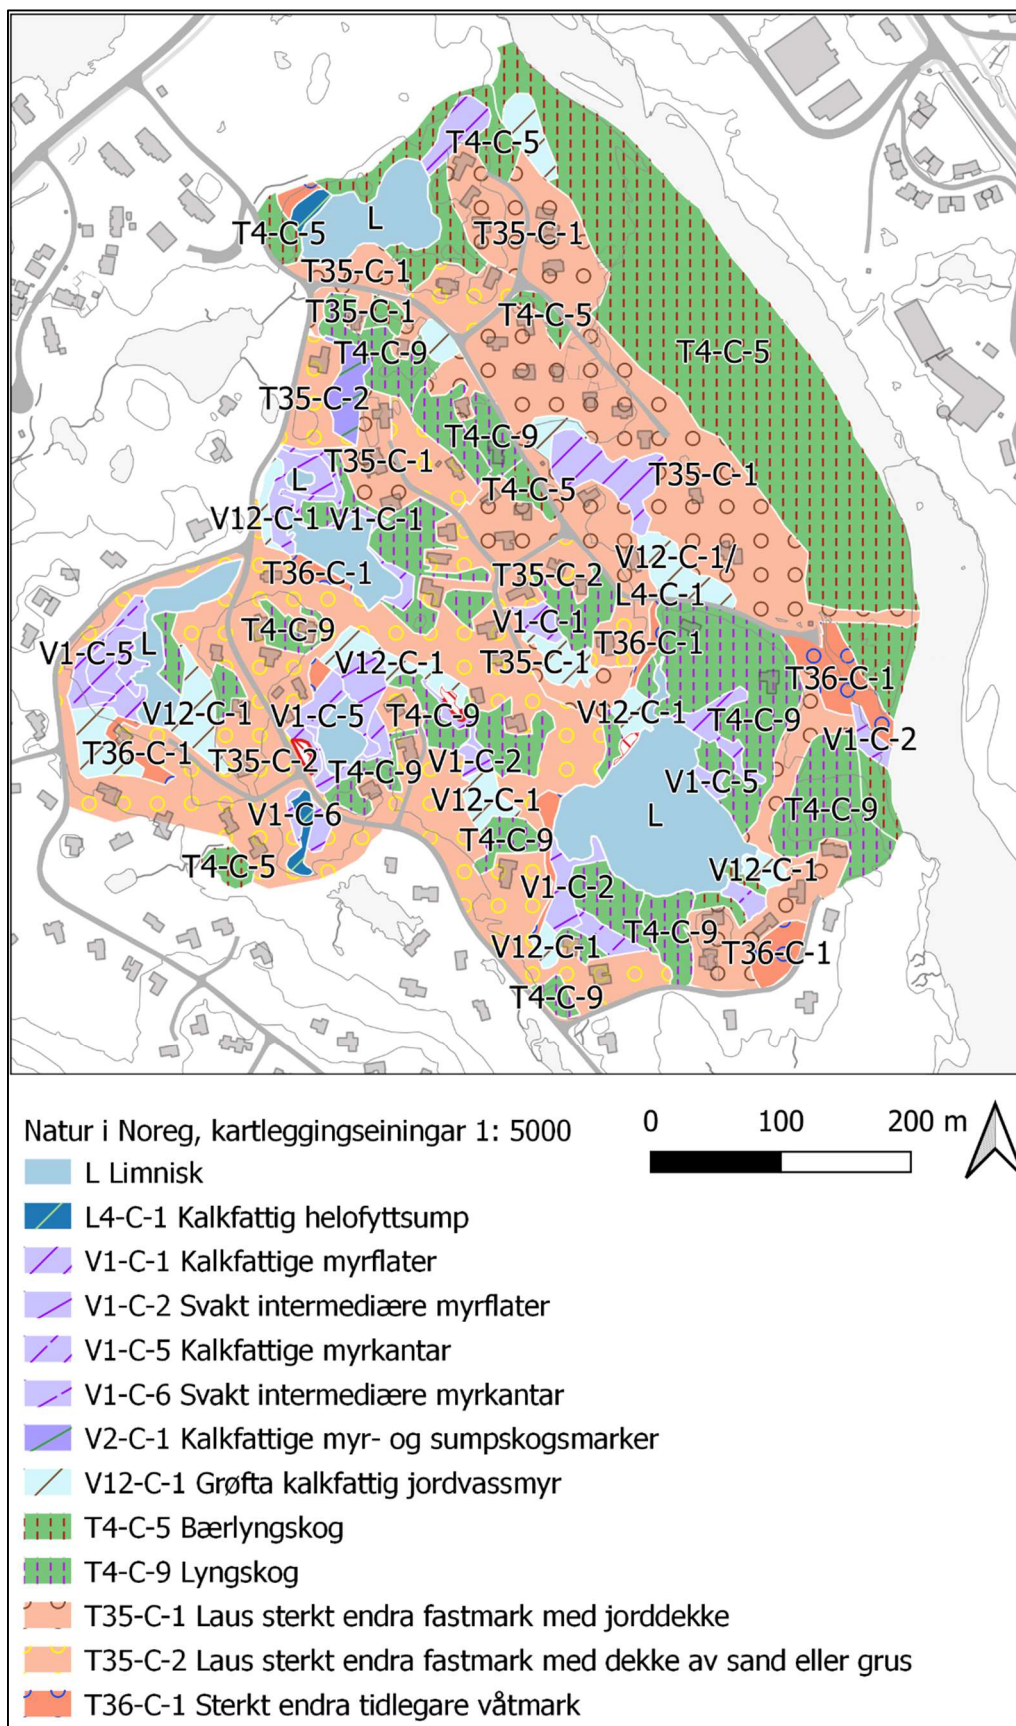 T4-C-5
T4-C-5
L
T35-C-1
T35-C-1
T35-C-1
T4-C-5
T4-C-9
T4-C-5
T35-C-2
T4-C-9
T35-C-1
T35-C-1
L
T4-C-5
V12-C-1
V1-C-1
V12-C-1/
L4-C-1
T36-C-1
T35-C-2
V1-C-1
T4-C-9
T36-C-1
V1-C-5
L
T35-C-1
V12-C-1
T36-C-1
V12-C-1
V1-C-5
T4-C-9
V12-C-1
T4-C-9
T36-C-1
T35-C-2
V1-C-2
V1-C-2
T4-C-9
V1-C-5
V12-C-1
T4-C-9
V1-C-6
L
T4-C-9
T4-C-5
V1-C-2
V12-C-1
T4-C-9
V12-C-1
T36-C-1
T4-C-9
Natur i Noreg, kartleggingseiningar 1: 5000
0 100 200 m
L Limnisk
L4-C-1 Kalkfattig helofyttsump
V1-C-1 Kalkfattige myrflater
V1-C-2 Svakt intermediære myrflater
V1-C-5 Kalkfattige myrkantar
V1-C-6 Svakt intermediære myrkantar
V2-C-1 Kalkfattige myr- og sumpskogsmarker
V12-C-1 Grøfta kalkfattig jordvassmyr
T4-C-5 Bærlyngskog
T4-C-9 Lyngskog
T35-C-1 Laus sterkt endra fastmark med jorddekke
T35-C-2 Laus sterkt endra fastmark med dekke av sand eller grus
T36-C-1 Sterkt endra tidlegare våtmark